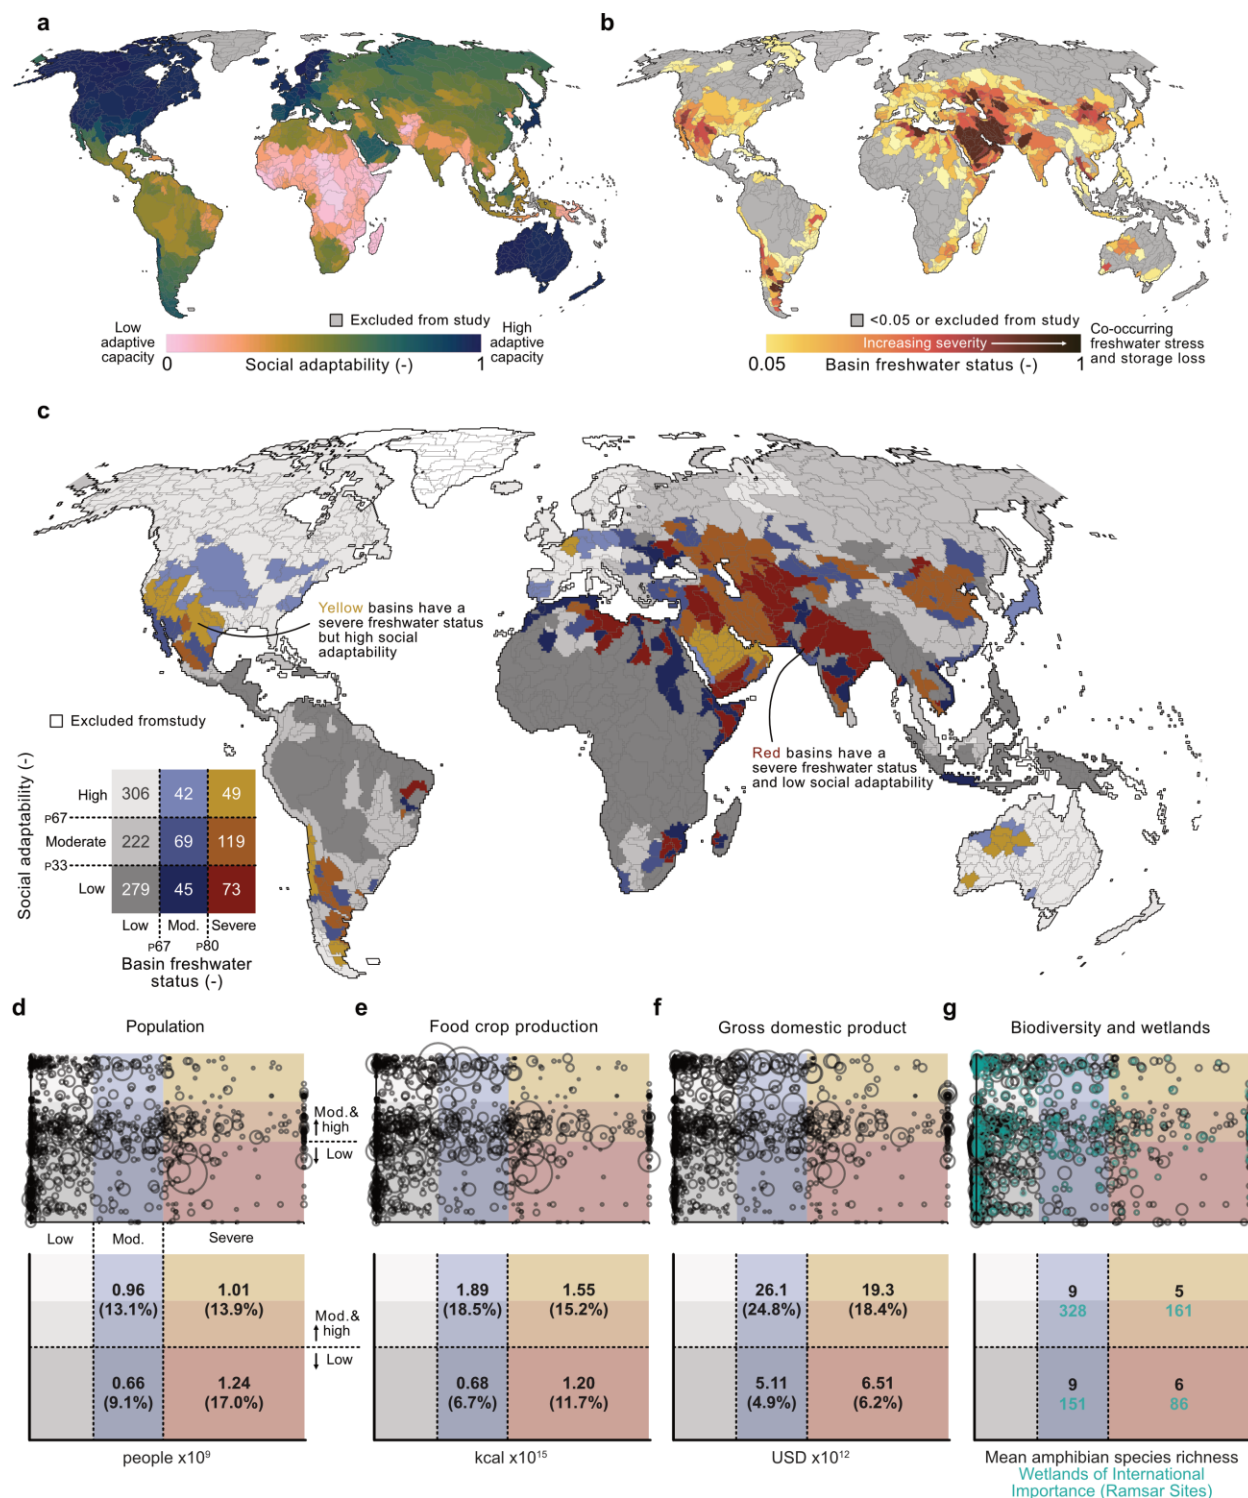 a
b
Excluded from study
Low
adaptive
capacity
High
adaptive
capacity
0
Social adaptability (-)
1
<0.05 or excluded from study
Increasing severity
Co-occurring
freshwater stress
and storage loss
0.05
Basin freshwater status (-)
1
c
Yellow basins have a
severe freshwater status
but high social
adaptability
Excluded fromstudy
Red basins have a
severe freshwater status
and low social adaptability
Social adaptability (-)
High
306
42
49
P67
Moderate
222
69
119
P33
Low
279
45
73
Low
Mod.
Severe
P67
P80
Basin freshwater
status (-)
d
Population
e
Food crop production
f
Gross domestic product
g
Biodiversity and wetlands
Mod.&
high
Low
Low
Mod.
Severe
0.96
(13.1%)
1.01
(13.9%)
0.66
(9.1%)
1.24
(17.0%)
people x10⁹
Mod.&
high
Low
1.89
(18.5%)
1.55
(15.2%)
0.68
(6.7%)
1.20
(11.7%)
kcal x10¹⁵
26.1
(24.8%)
19.3
(18.4%)
5.11
(4.9%)
6.51
(6.2%)
USD x10¹²
9
328
5
161
9
151
6
86
Mean amphibian species richness
Wetlands of International
Importance (Ramsar Sites)